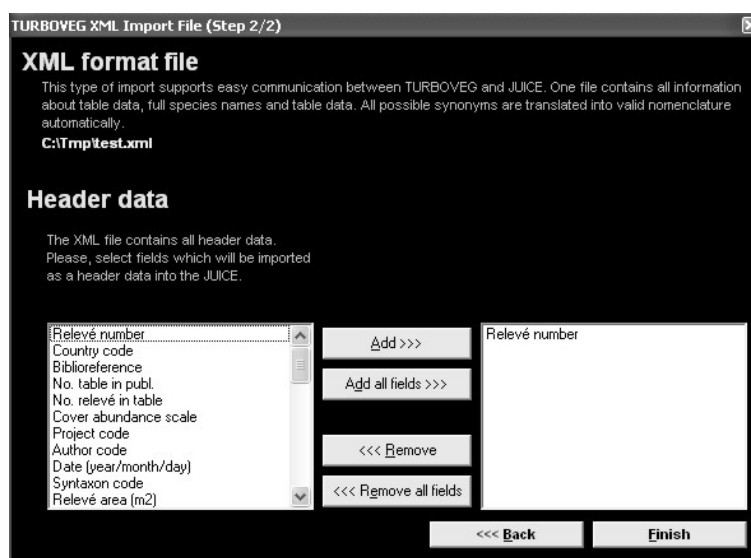 TURBOVEG XML Import File (Step 2/2)
XML format file
This type of import supports easy communication between TURBOVEG and JUICE. One file contains all information
about table data, full species names and table data. All possible synonyms are translated into valid nomenclature
automatically.
C:\Tmp\test.xml
Header data
The XML file contains all header data.
Please, select fields which will be imported
as a header data into the JUICE.
Relevé number
Country code
Biblioreference
No. table in publ.
No. relevé in table
Cover abundance scale
Project code
Author code
Date (year/month/day)
Syntaxon code
Relevé area (m2)
Add >>>
Add all fields >>>
<<< Remove
<<< Remove all fields
Relevé number
<<< Back
Finish